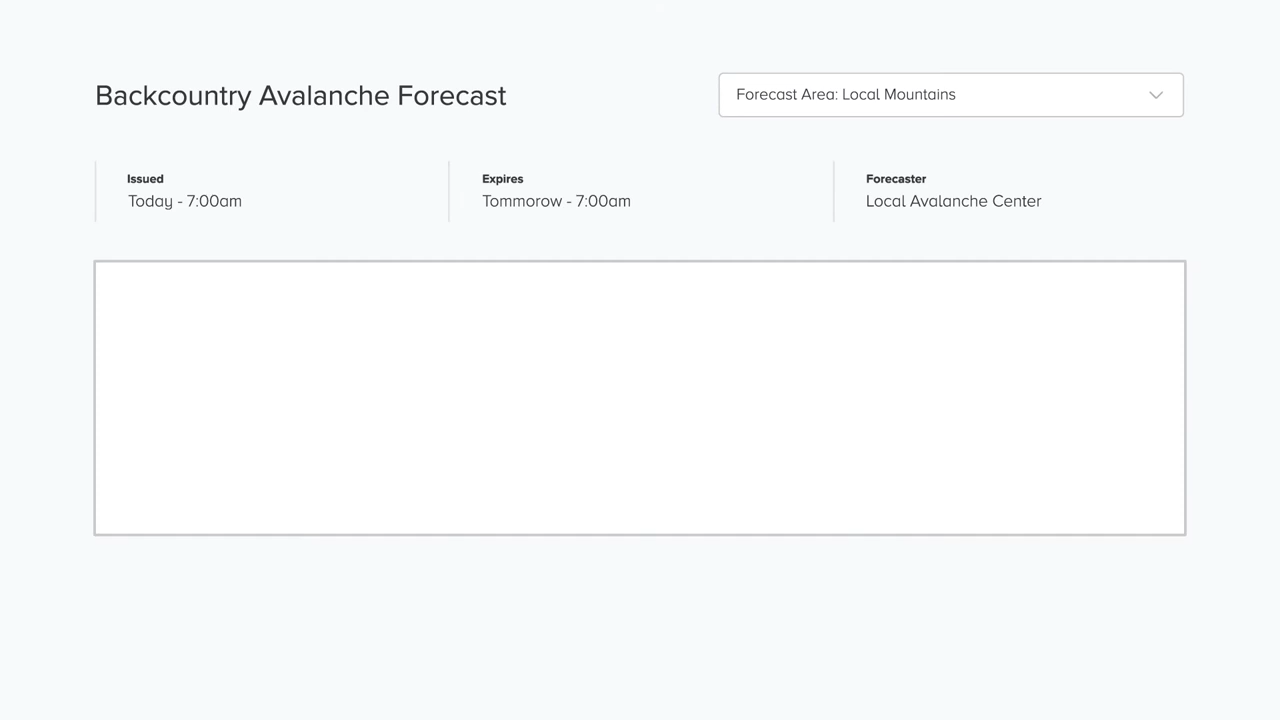 Backcountry Avalanche Forecast
Forecast Area: Local Mountains
Issued
Today - 7:00am
Expires
Tommorow - 7:00am
Forecaster
Local Avalanche Center